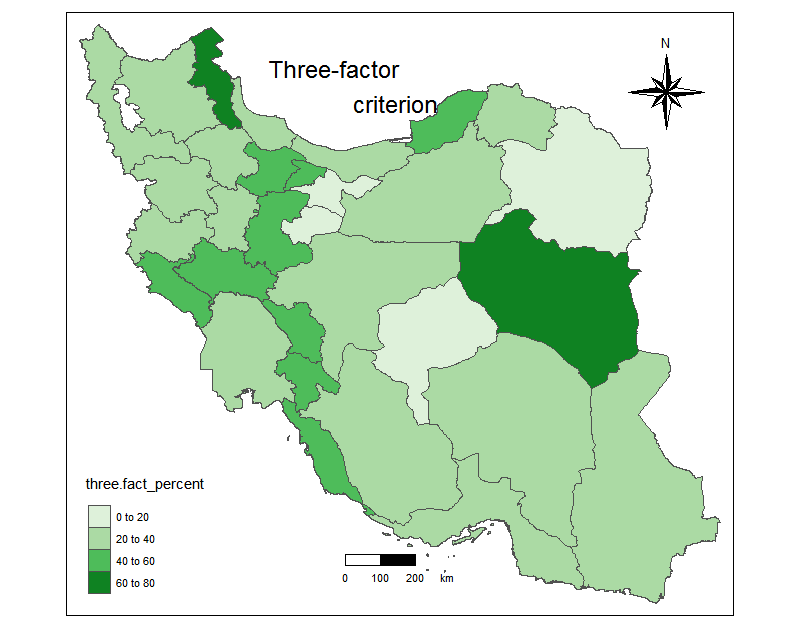 N
Three-factor
criterion
three.fact_percent
0 to 20
20 to 40
40 to 60
60 to 80
0 100 200 km